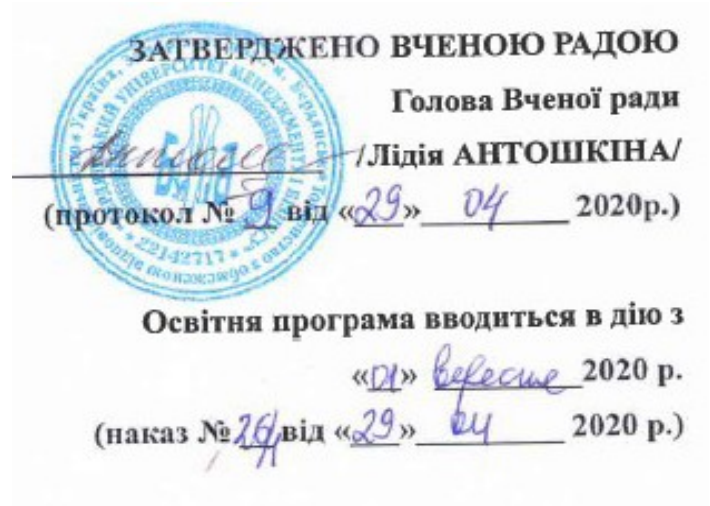 ЗАТВЕРДЖЕНО ВЧЕНОЮ РАДОЮ
Голова Вченої ради
/Лідія АНТОШКІНА/
(протокол № 9 від «29» 04 2020р.)
22142717
Освітня програма вводиться в дію з
«01» вересня 2020 р.
(наказ № від «29» 04 2020 р.)